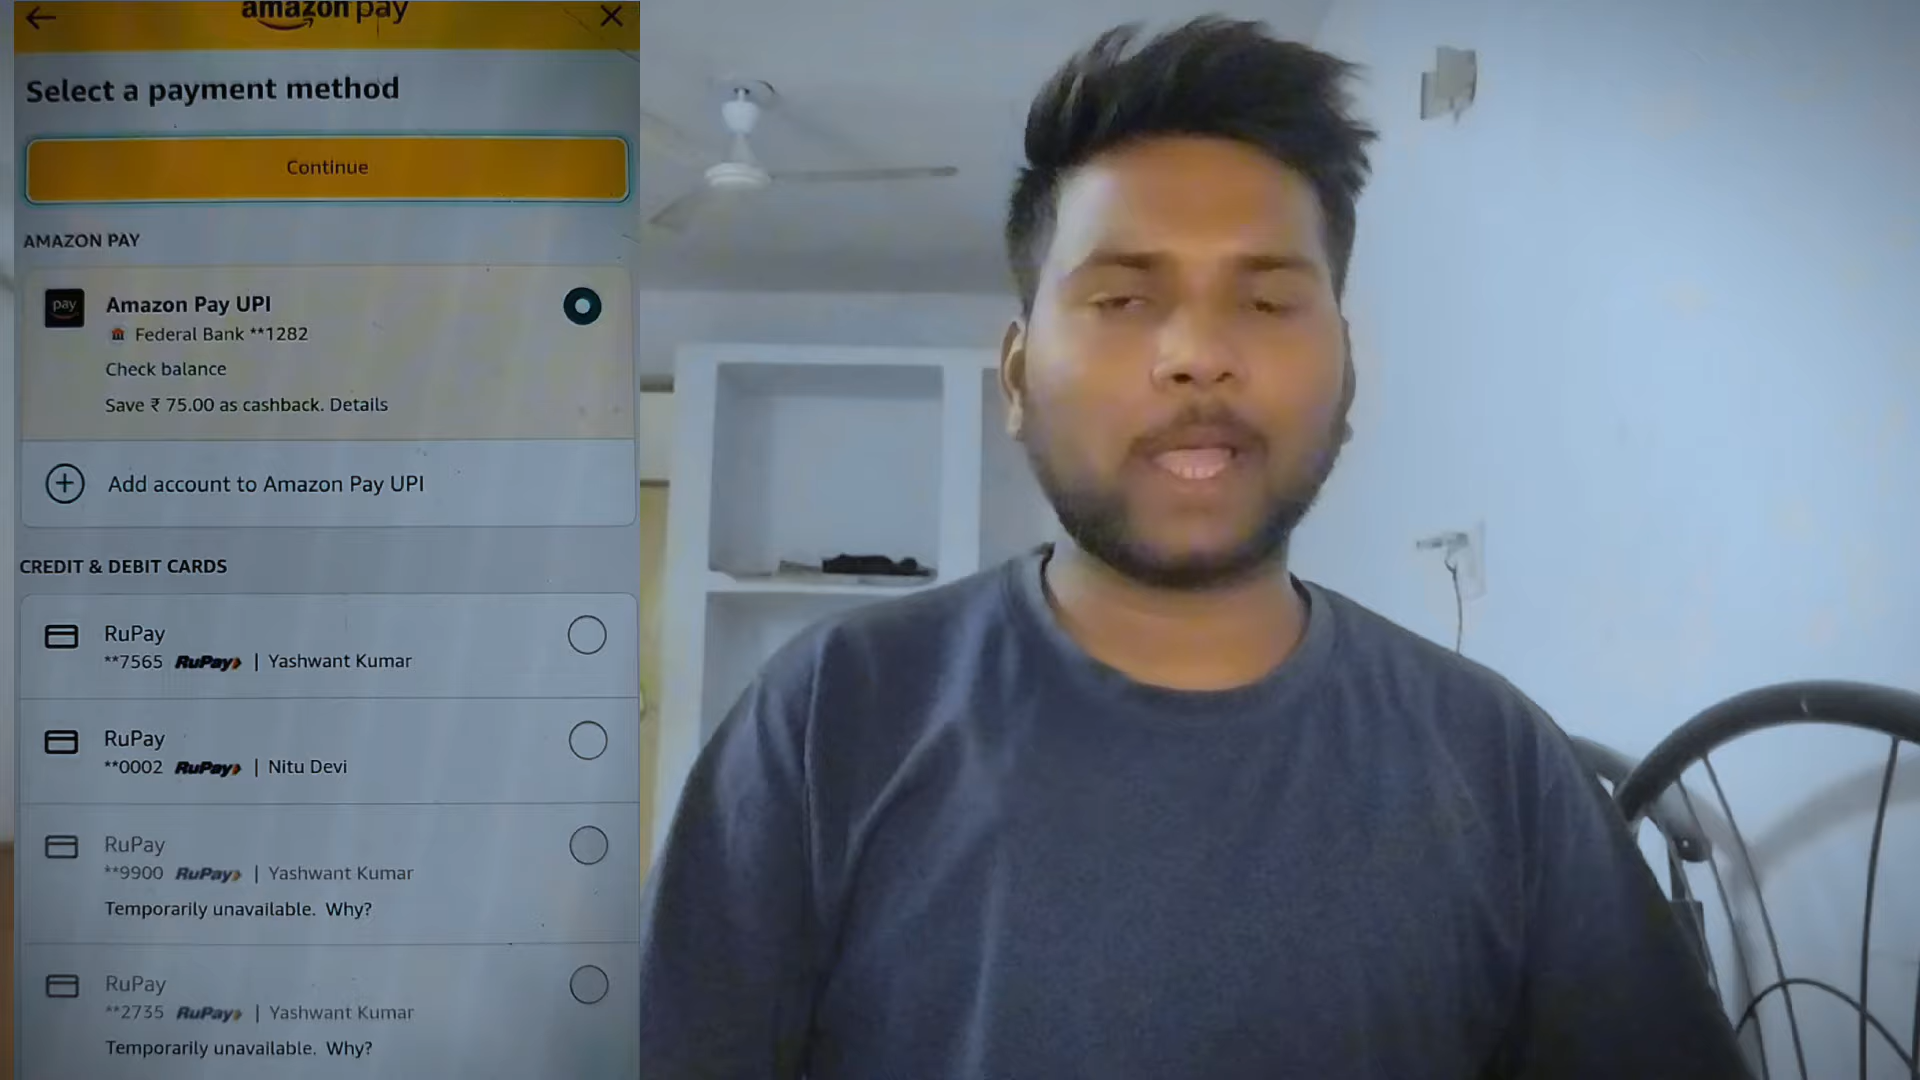 amazon pay
Select a payment method
Continue
AMAZON PAY
pay
Amazon Pay UPI
Federal Bank **1282
Check balance
Save ₹ 75.00 as cashback. Details
Add account to Amazon Pay UPI
CREDIT & DEBIT CARDS
RuPay
**7565 RuPay | Yashwant Kumar
RuPay
**0002 RuPay | Nitu Devi
RuPay
**9900 RuPay | Yashwant Kumar
Temporarily unavailable. Why?
RuPay
**2735 RuPay | Yashwant Kumar
Temporarily unavailable. Why?